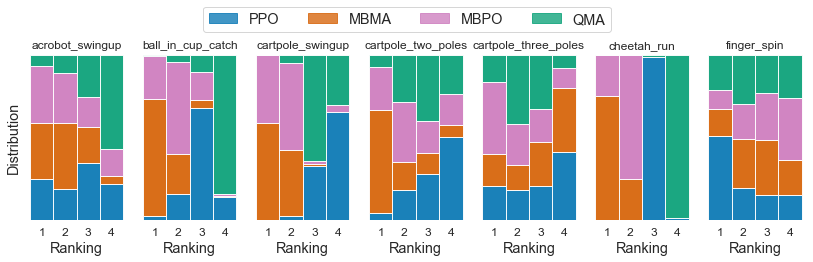 PPO MBMA MBPO QMA
acrobot_swingup ball_in_cup_catch cartpole_swingup cartpole_two_poles cartpole_three_poles cheetah_run finger_spin
Distribution
1 2 3 4 1 2 3 4 1 2 3 4 1 2 3 4 1 2 3 4 1 2 3 4 1 2 3 4
Ranking Ranking Ranking Ranking Ranking Ranking Ranking